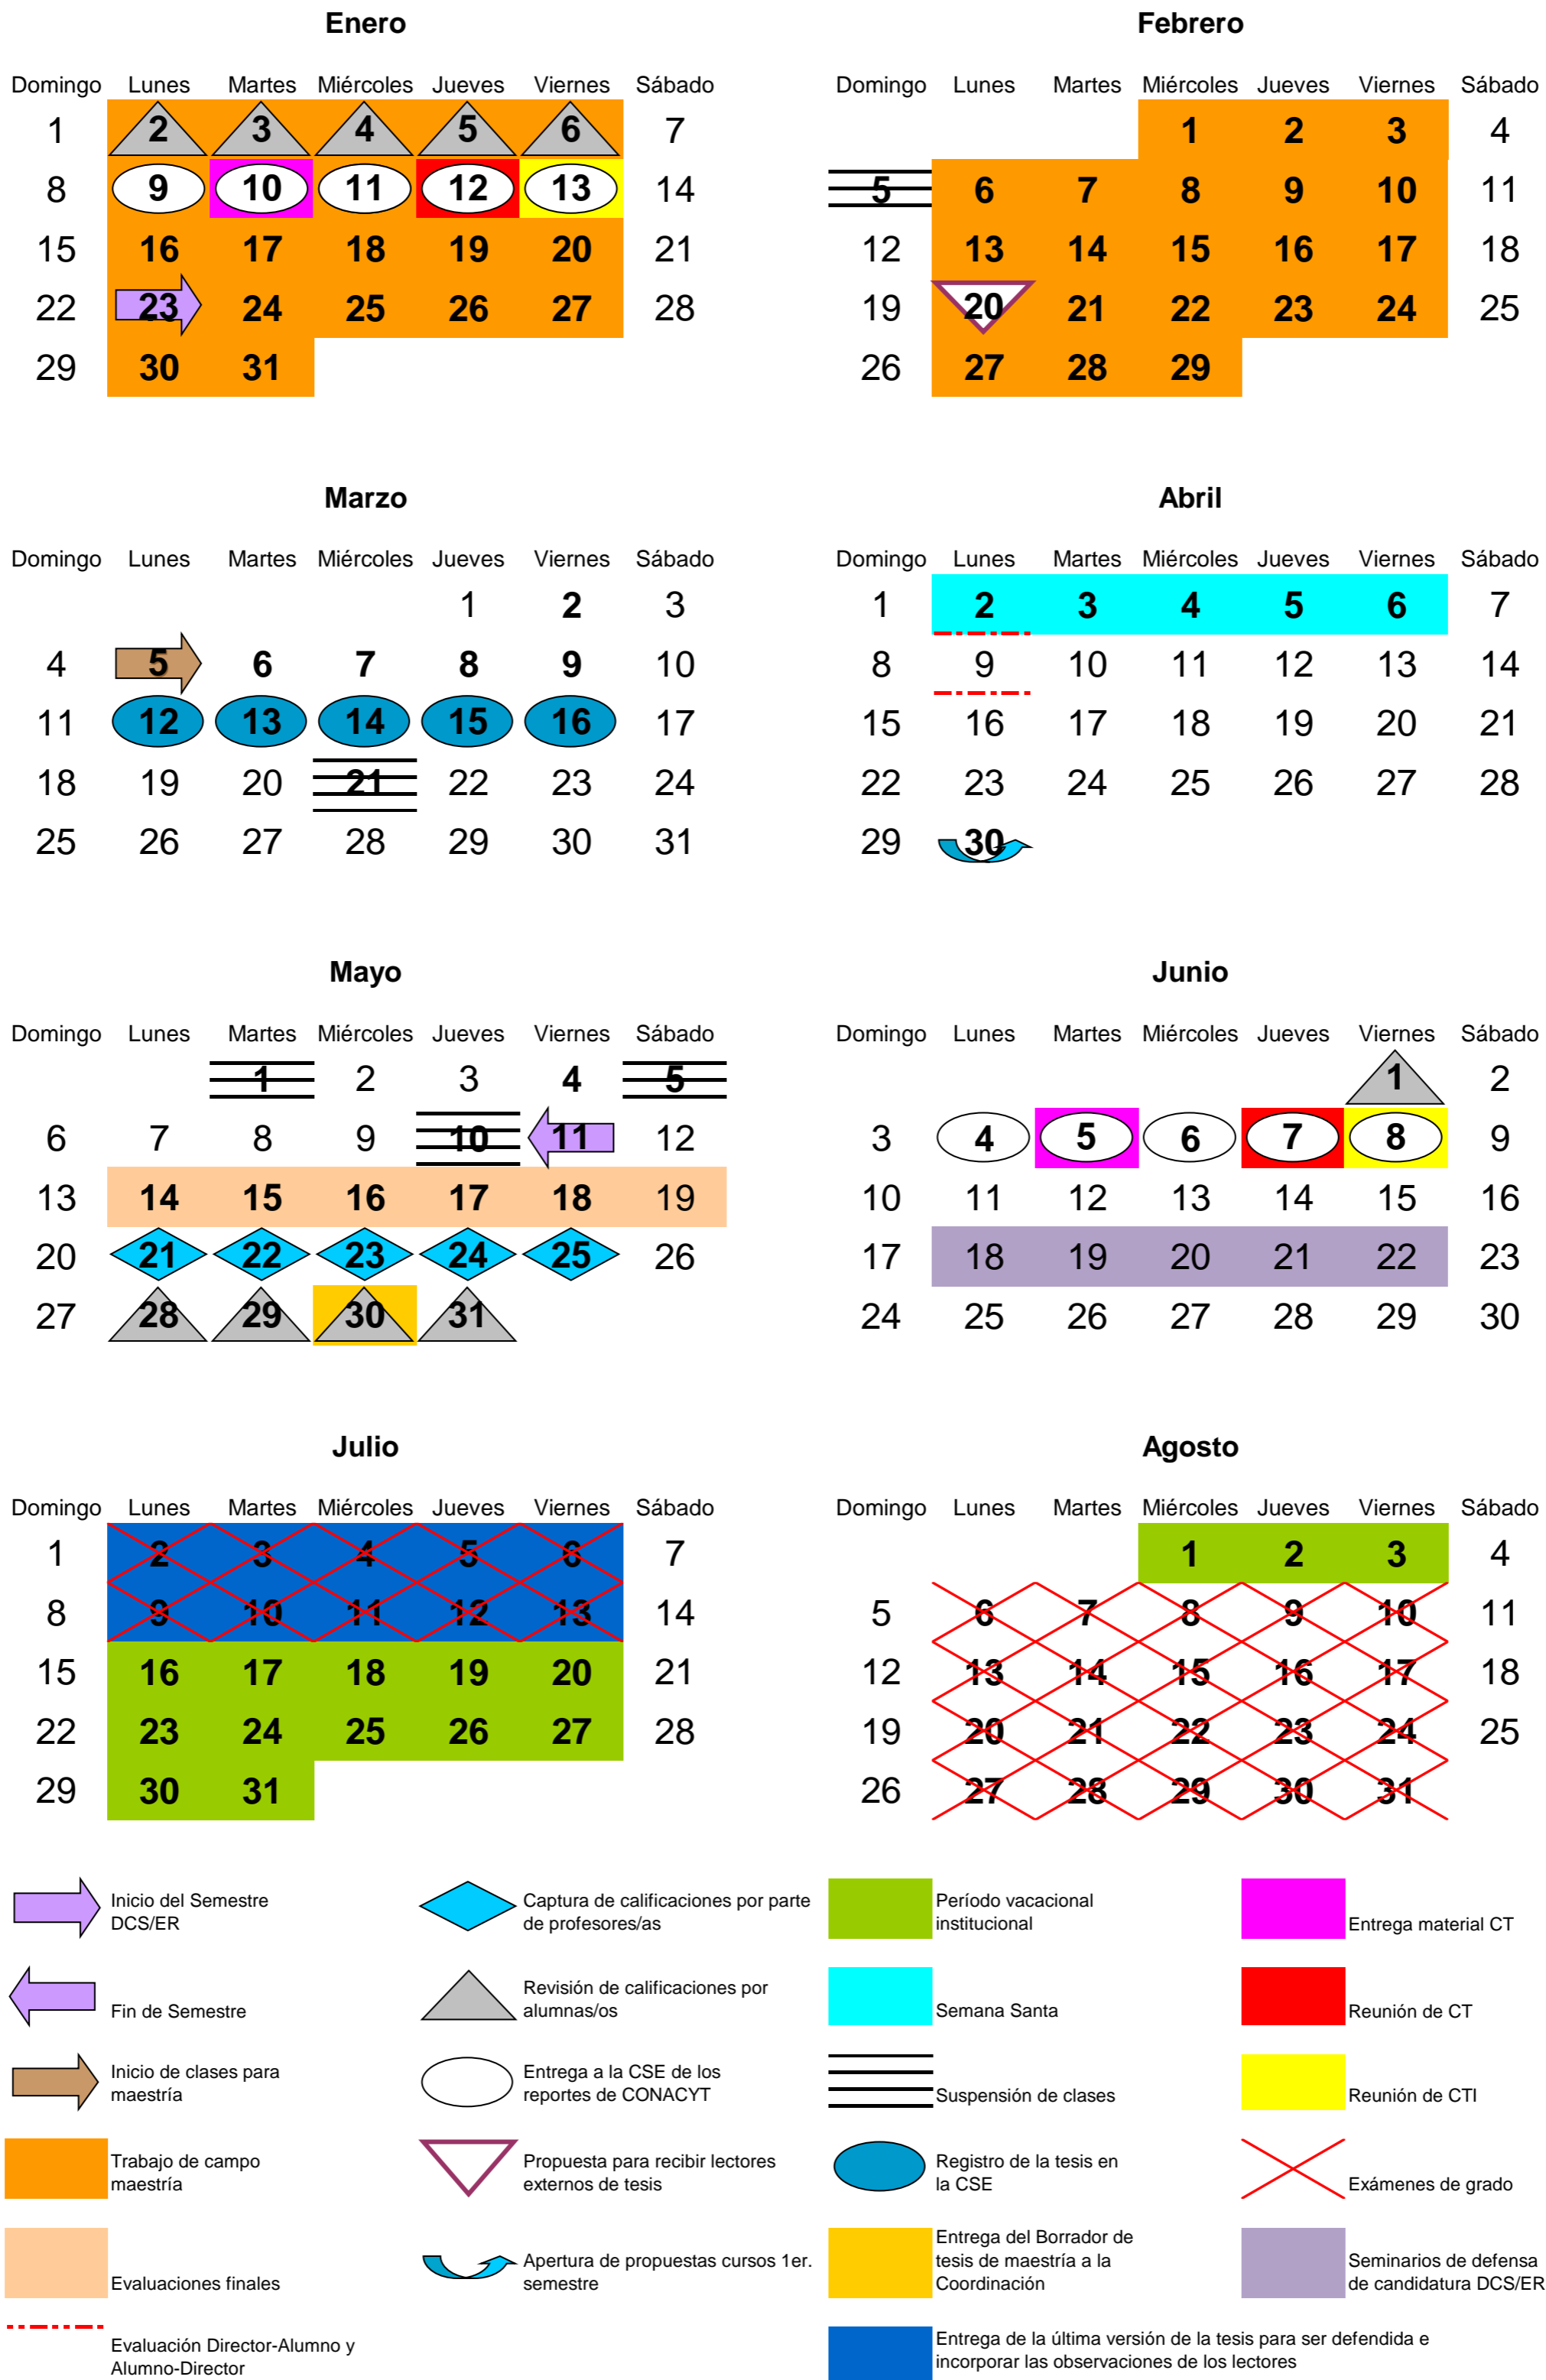 Enero
Domingo Lunes Martes Miércoles Jueves Viernes Sábado
1 2 3 4 5 6 7
8 9 10 11 12 13 14
15 16 17 18 19 20 21
22 23 24 25 26 27 28
29 30 31
Febrero
Domingo Lunes Martes Miércoles Jueves Viernes Sábado
1 2 3 4
5 6 7 8 9 10 11
12 13 14 15 16 17 18
19 20 21 22 23 24 25
26 27 28 29
Marzo
Domingo Lunes Martes Miércoles Jueves Viernes Sábado
1 2 3
4 5 6 7 8 9 10
11 12 13 14 15 16 17
18 19 20 21 22 23 24
25 26 27 28 29 30 31
Abril
Domingo Lunes Martes Miércoles Jueves Viernes Sábado
1 2 3 4 5 6 7
8 9 10 11 12 13 14
15 16 17 18 19 20 21
22 23 24 25 26 27 28
29 30
Mayo
Domingo Lunes Martes Miércoles Jueves Viernes Sábado
1 2 3 4 5
6 7 8 9 10 11 12
13 14 15 16 17 18 19
20 21 22 23 24 25 26
27 28 29 30 31
Junio
Domingo Lunes Martes Miércoles Jueves Viernes Sábado
1 2
3 4 5 6 7 8 9
10 11 12 13 14 15 16
17 18 19 20 21 22 23
24 25 26 27 28 29 30
Julio
Domingo Lunes Martes Miércoles Jueves Viernes Sábado
1 2 3 4 5 6 7
8 9 10 11 12 13 14
15 16 17 18 19 20 21
22 23 24 25 26 27 28
29 30 31
Agosto
Domingo Lunes Martes Miércoles Jueves Viernes Sábado
1 2 3 4
5 6 7 8 9 10 11
12 13 14 15 16 17 18
19 20 21 22 23 24 25
26 27 28 29 30 31
Inicio del Semestre
DCS/ER
Captura de calificaciones por parte
de profesores/as
Período vacacional
institucional
Entrega material CT
Fin de Semestre
Revisión de calificaciones por
alumnas/os
Semana Santa
Reunión de CT
Inicio de clases para
maestría
Entrega a la CSE de los
reportes de CONACYT
Suspensión de clases
Reunión de CTI
Trabajo de campo
maestría
Propuesta para recibir lectores
externos de tesis
Registro de la tesis en
la CSE
Exámenes de grado
Evaluaciones finales
Apertura de propuestas cursos 1er.
semestre
Entrega del Borrador de
tesis de maestría a la
Coordinación
Seminarios de defensa
de candidatura DCS/ER
Evaluación Director-Alumno y
Alumno-Director
Entrega de la última versión de la tesis para ser defendida e
incorporar las observaciones de los lectores